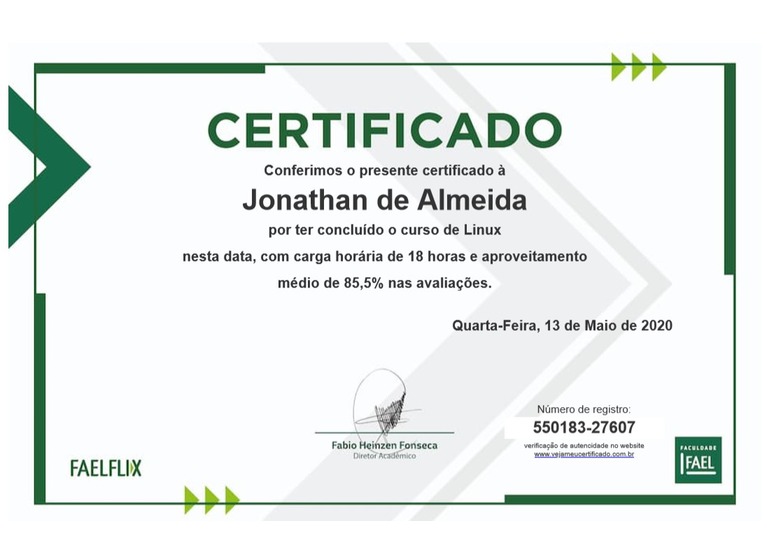 CERTIFICADO
Conferimos o presente certificado à
Jonathan de Almeida
por ter concluído o curso de Linux
nesta data, com carga horária de 18 horas e aproveitamento
médio de 85,5% nas avaliações.
Quarta-Feira, 13 de Maio de 2020
Fabio Heinzen Fonseca
Diretor Acadêmico
Número de registro:
550183-27607
verificação de autencidade no website
www.vejameucertificado.com.br
FAELFLIX
FACULDADE
FAEL